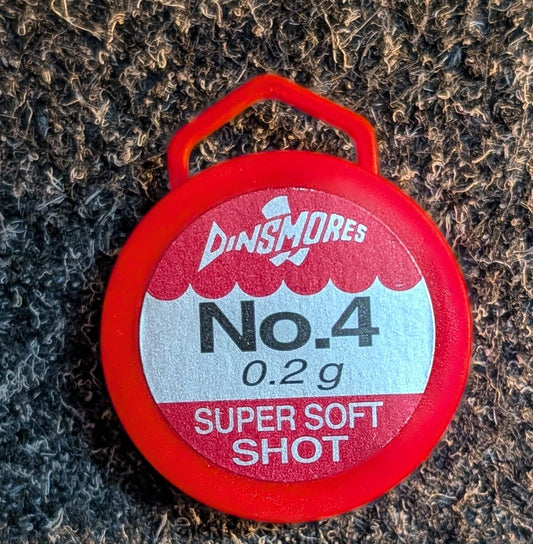 DINSMORES
No.4
0.2 g
SUPER SOFT
SHOT